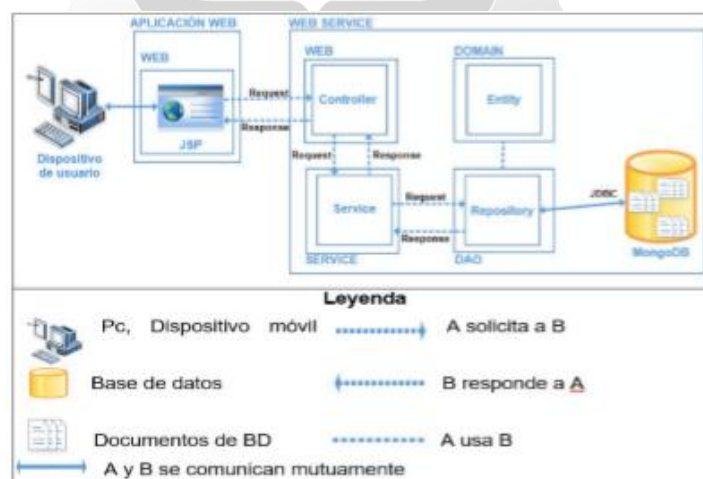 APLICACIÓN WEB
WEB SERVICE
WEB
WEB
DOMAIN
Request
Controller
Entity
JSP
Response
Dispositivo
de usuario
Request
Response
Service
Request
Repository
JDBC
Response
SERVICE
DAO
MongoDB
Leyenda
Pc, Dispositivo móvil
A solicita a B
Base de datos
B responde a A
Documentos de BD
A usa B
A y B se comunican mutuamente